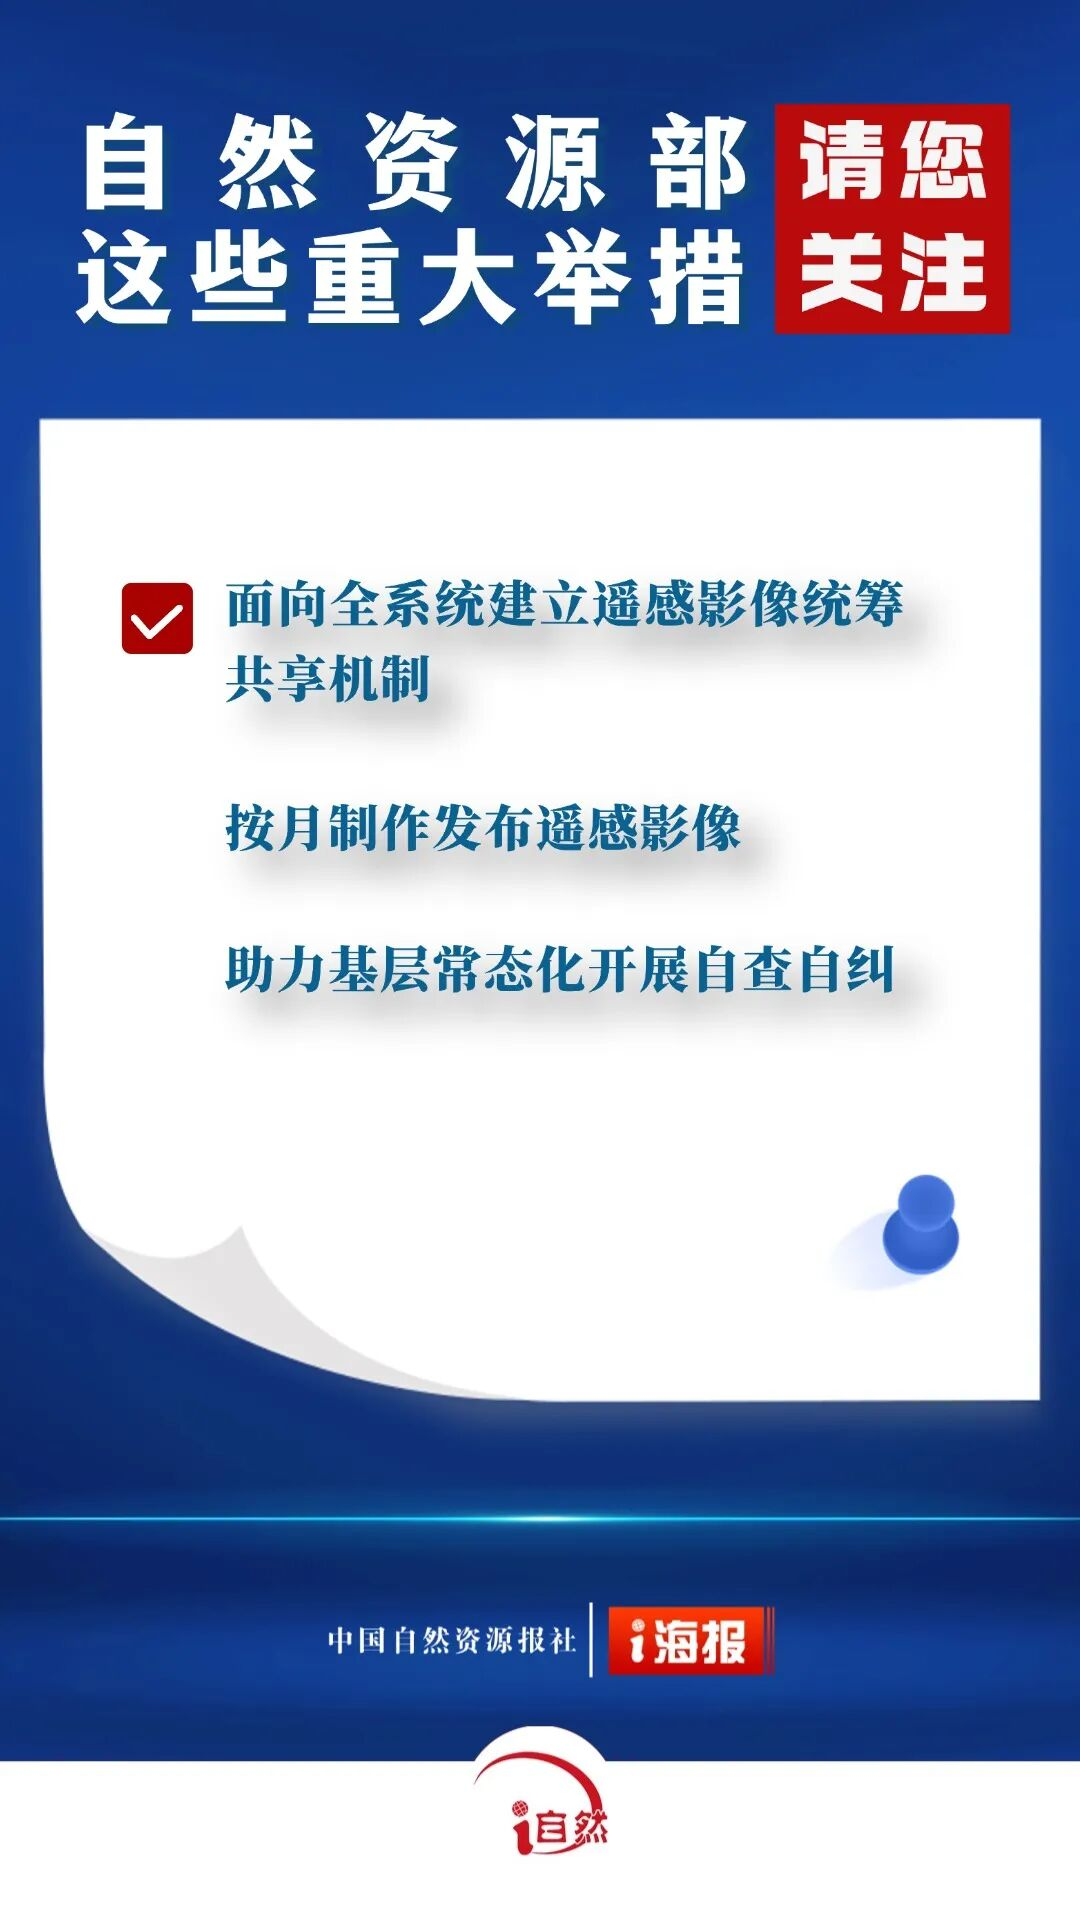 自然资源部
这些重大举措
请您
关注
面向全系统建立遥感影像统筹
共享机制
按月制作发布遥感影像
助力基层常态化开展自查自纠
中国自然资源报社
i海报
i自然